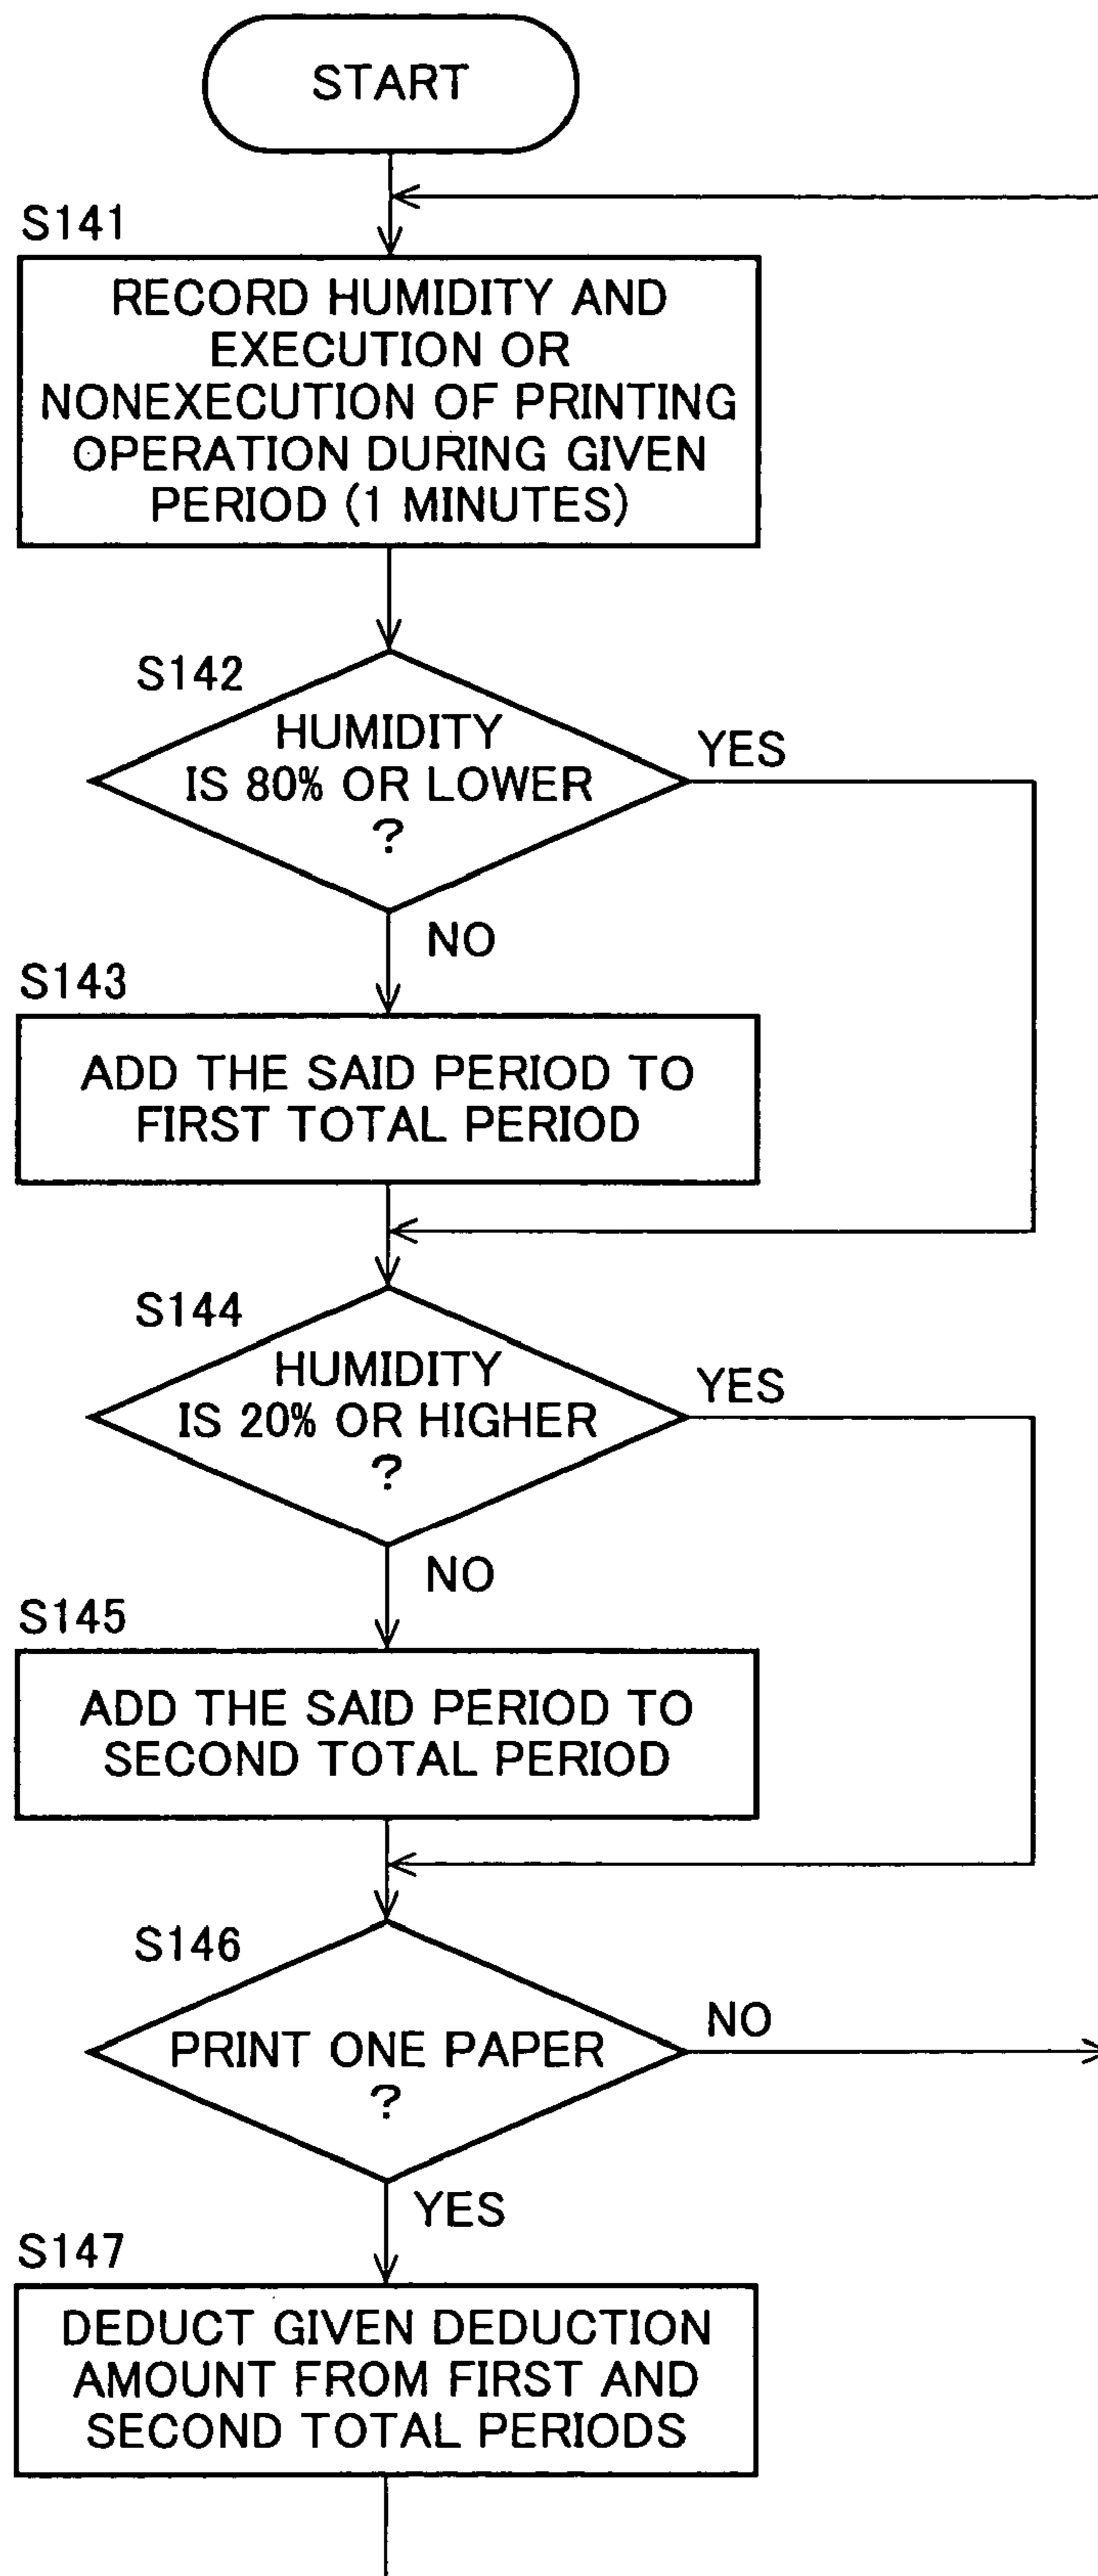 START
S141
RECORD HUMIDITY AND
EXECUTION OR
NONEXECUTION OF PRINTING
OPERATION DURING GIVEN
PERIOD (1 MINUTES)
S142
HUMIDITY
IS 80% OR LOWER
?
YES
NO
S143
ADD THE SAID PERIOD TO
FIRST TOTAL PERIOD
S144
HUMIDITY
IS 20% OR HIGHER
?
YES
NO
S145
ADD THE SAID PERIOD TO
SECOND TOTAL PERIOD
S146
PRINT ONE PAPER
?
NO
YES
S147
DEDUCT GIVEN DEDUCTION
AMOUNT FROM FIRST AND
SECOND TOTAL PERIODS